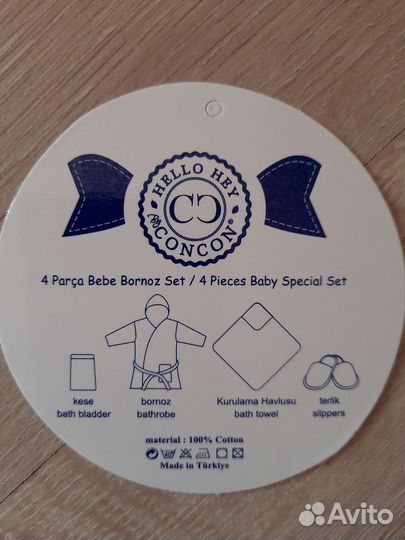 HELLO HEY
CC
By CONCON®
4 Parça Bebe Bornoz Set / 4 Pieces Baby Special Set
kese
bath bladder
bornoz
bathrobe
Kurulama Havlusu
bath towel
terlik
slippers
material : 100% Cotton
Made in Türkiye
Avito